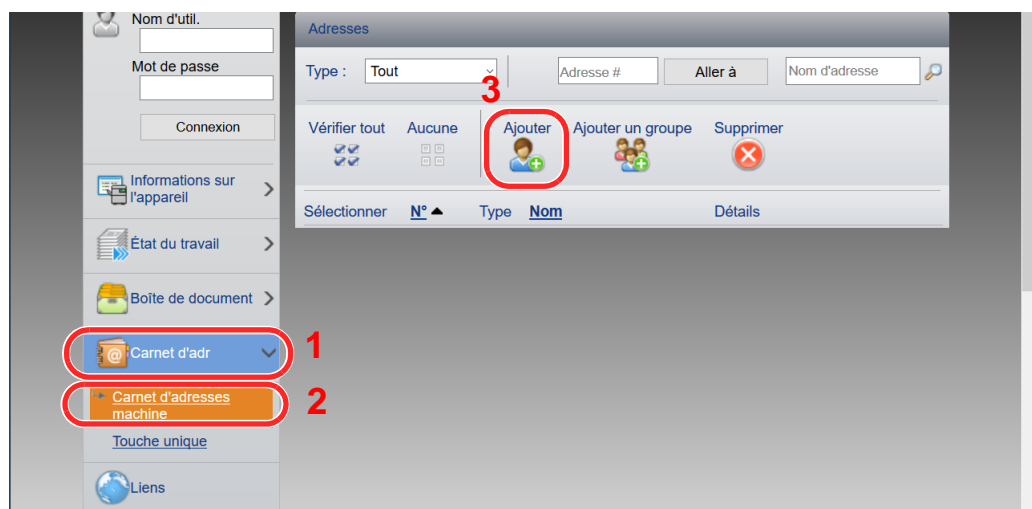 Nom d'util.
Mot de passe
Connexion
Informations sur
l'appareil
État du travail
Boîte de document
1
Carnet d'adr
2
Carnet d'adresses
machine
Touche unique
Liens
Adresses
Type : Tout Adresse # Aller à Nom d'adresse
3
Vérifier tout Aucune Ajouter Ajouter un groupe Supprimer
Sélectionner N° Type Nom Détails